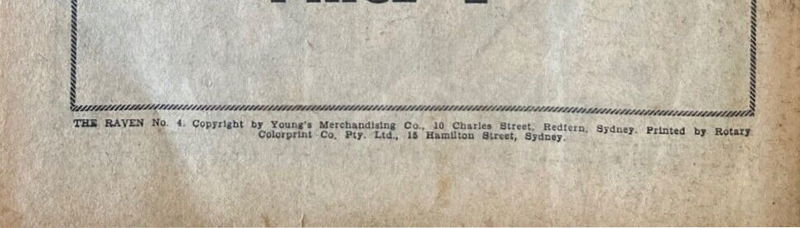 THE RAVEN No. 4. Copyright by Young's Merchandising Co., 10 Charles Street, Redfern, Sydney. Printed by Rotary
Colorprint Co. Pty. Ltd., 15 Hamilton Street, Sydney.